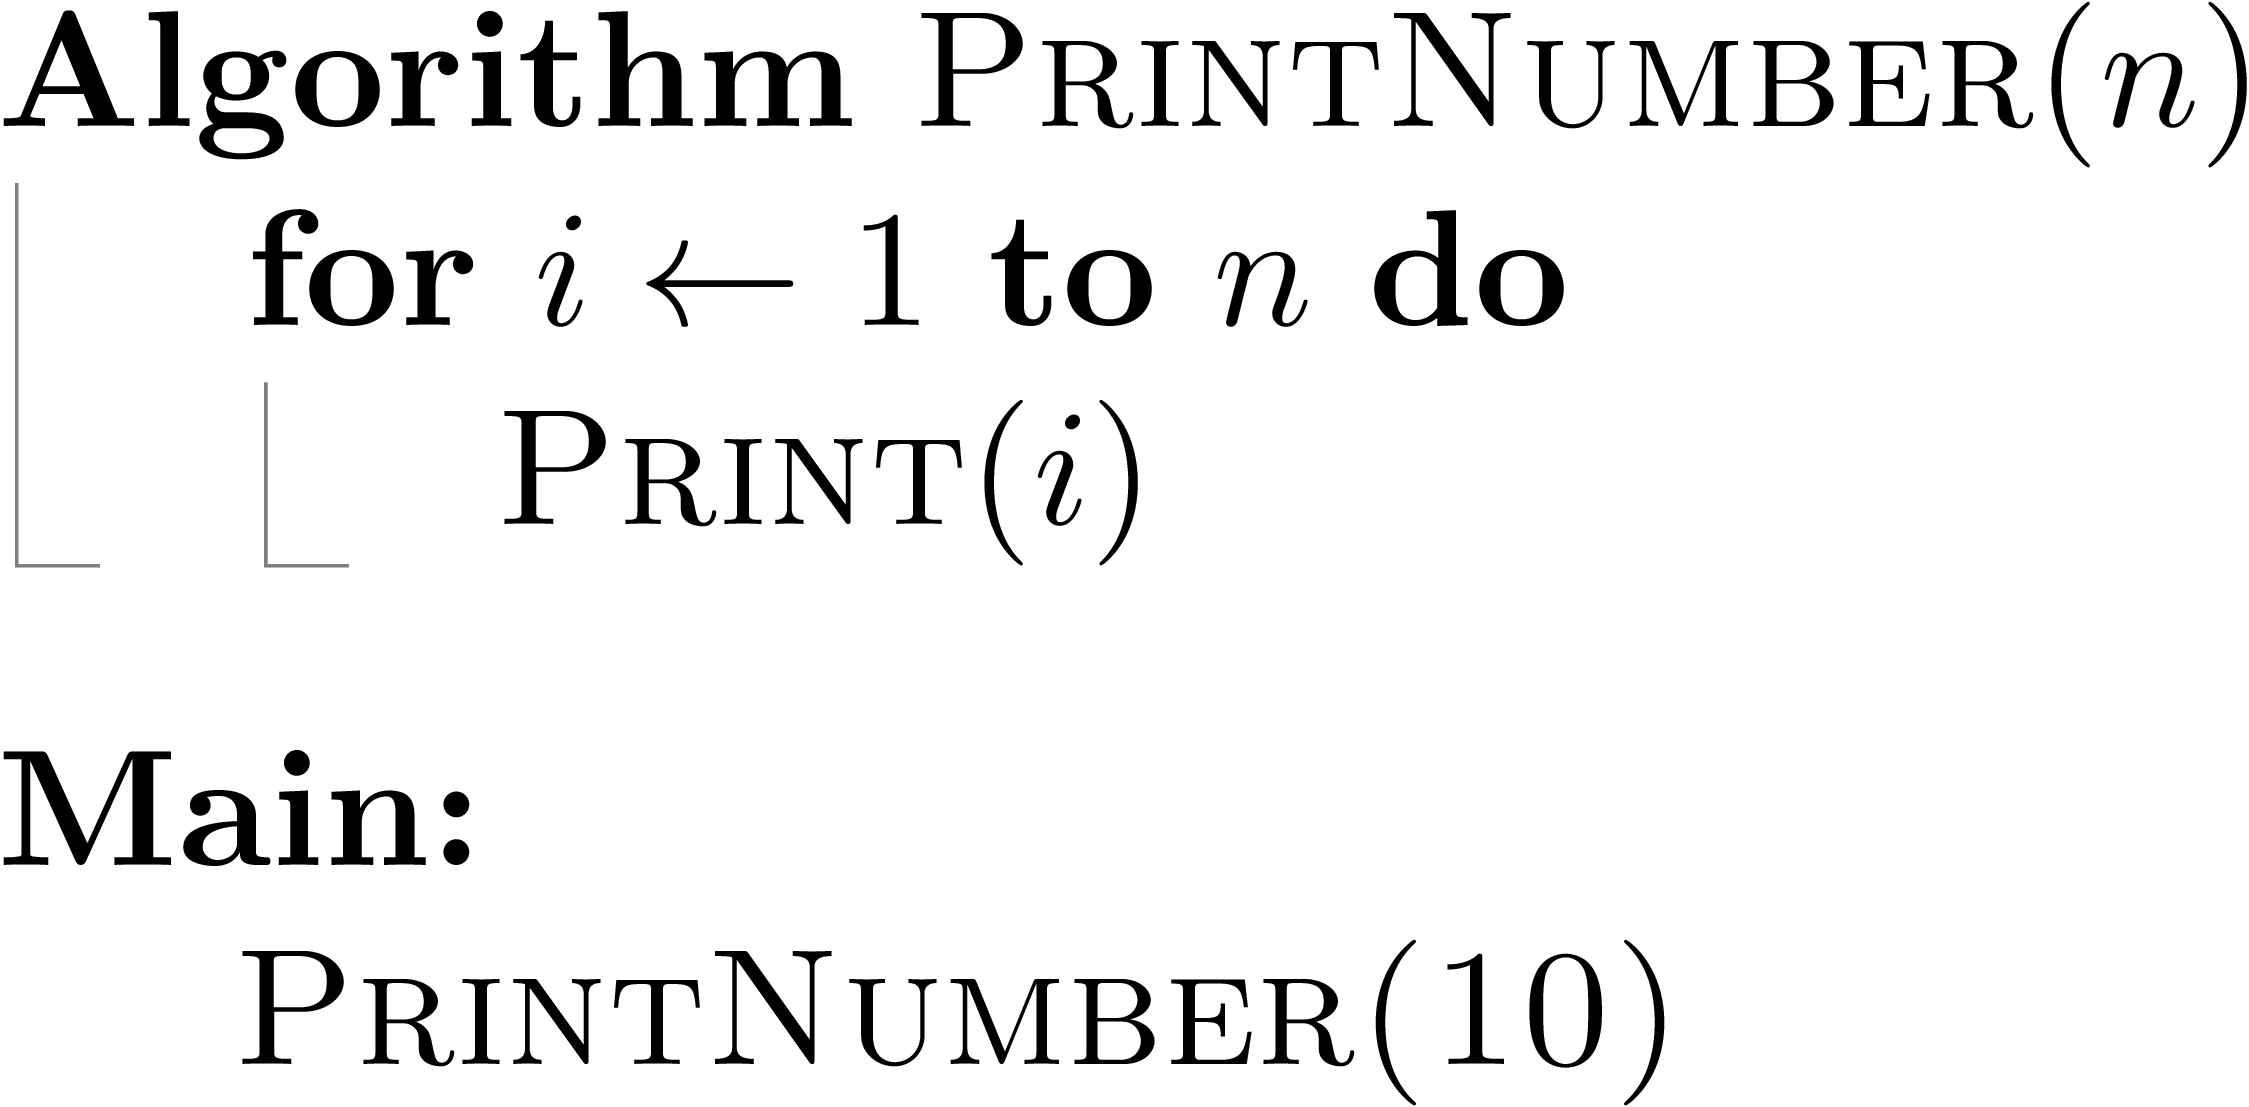 Algorithm PrintNumber(n)
for i ← 1 to n do
Print(i)
Main:
PrintNumber(10)